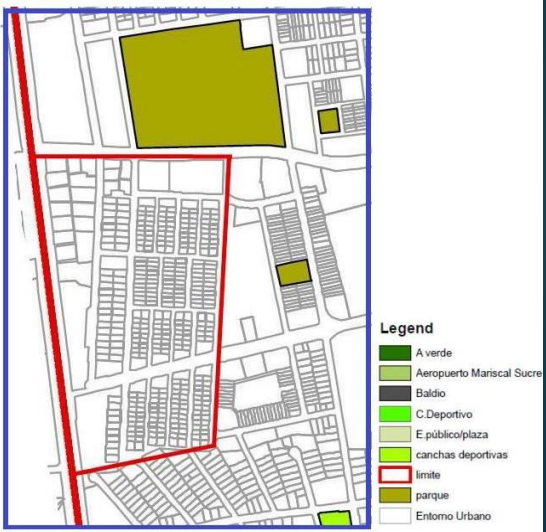 Legend
A verde
Aeropuerto Mariscal Sucre
Baldio
C.Deportivo
E.público/plaza
canchas deportivas
limite
parque
Entorno Urbano